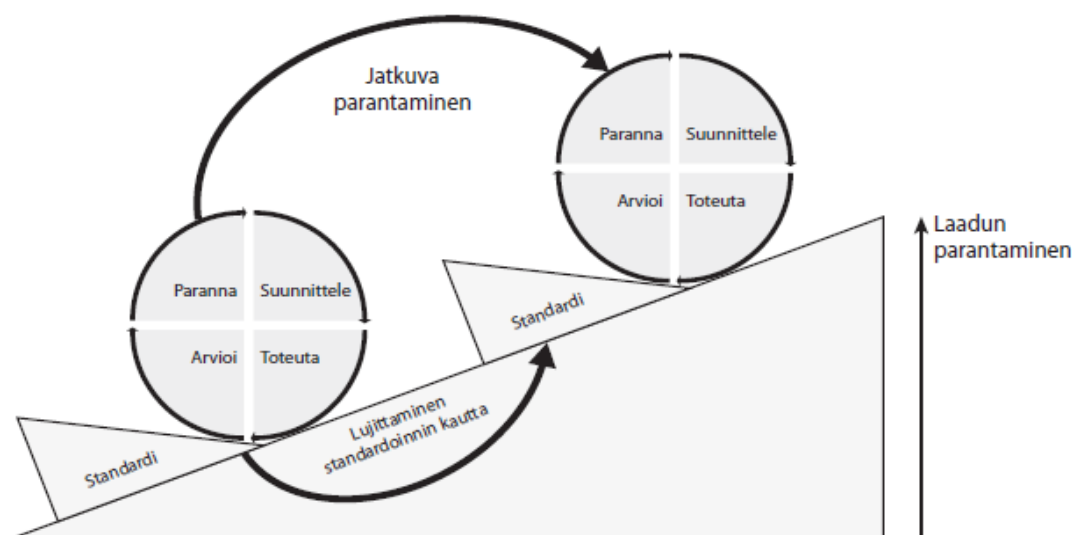 Jatkuva
parantaminen
Paranna
Suunnittele
Arvioi
Toteuta
Laadun
parantaminen
Paranna
Suunnittele
Arvioi
Toteuta
Standardi
Lujittaminen
standardoinnin kautta
Standardi